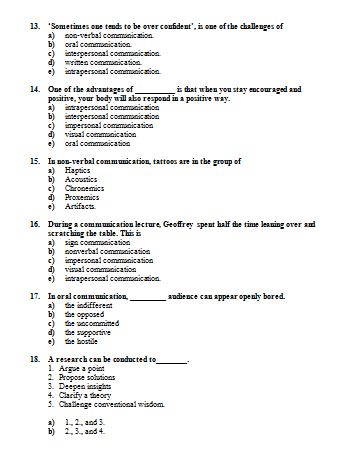 13. ‘Sometimes one tends to be over confident’, is one of the challenges of
a) non-verbal communication.
b) oral communication.
c) interpersonal communication.
d) written communication.
e) intrapersonal communication.
14. One of the advantages of __________ is that when you stay encouraged and
positive, your body will also respond in a positive way.
a) intrapersonal communication
b) interpersonal communication
c) impersonal communication
d) visual communication
e) oral communication
15. In non-verbal communication, tattoos are in the group of
a) Haptics
b) Acoustics
c) Chronemics
d) Proxemics
e) Artifacts.
16. During a communication lecture, Geoffrey spent half the time leaning over and
scratching the table. This is
a) sign communication
b) nonverbal communication
c) impersonal communication
d) visual communication
e) intrapersonal communication.
17. In oral communication, _________ audience can appear openly bored.
a) the indifferent
b) the opposed
c) the uncommitted
d) the supportive
e) the hostile
18. A research can be conducted to________.
1. Argue a point
2. Propose solutions
3. Deepen insights
4. Clarify a theory
5. Challenge conventional wisdom.
a) 1., 2., and 3.
b) 2., 3., and 4.